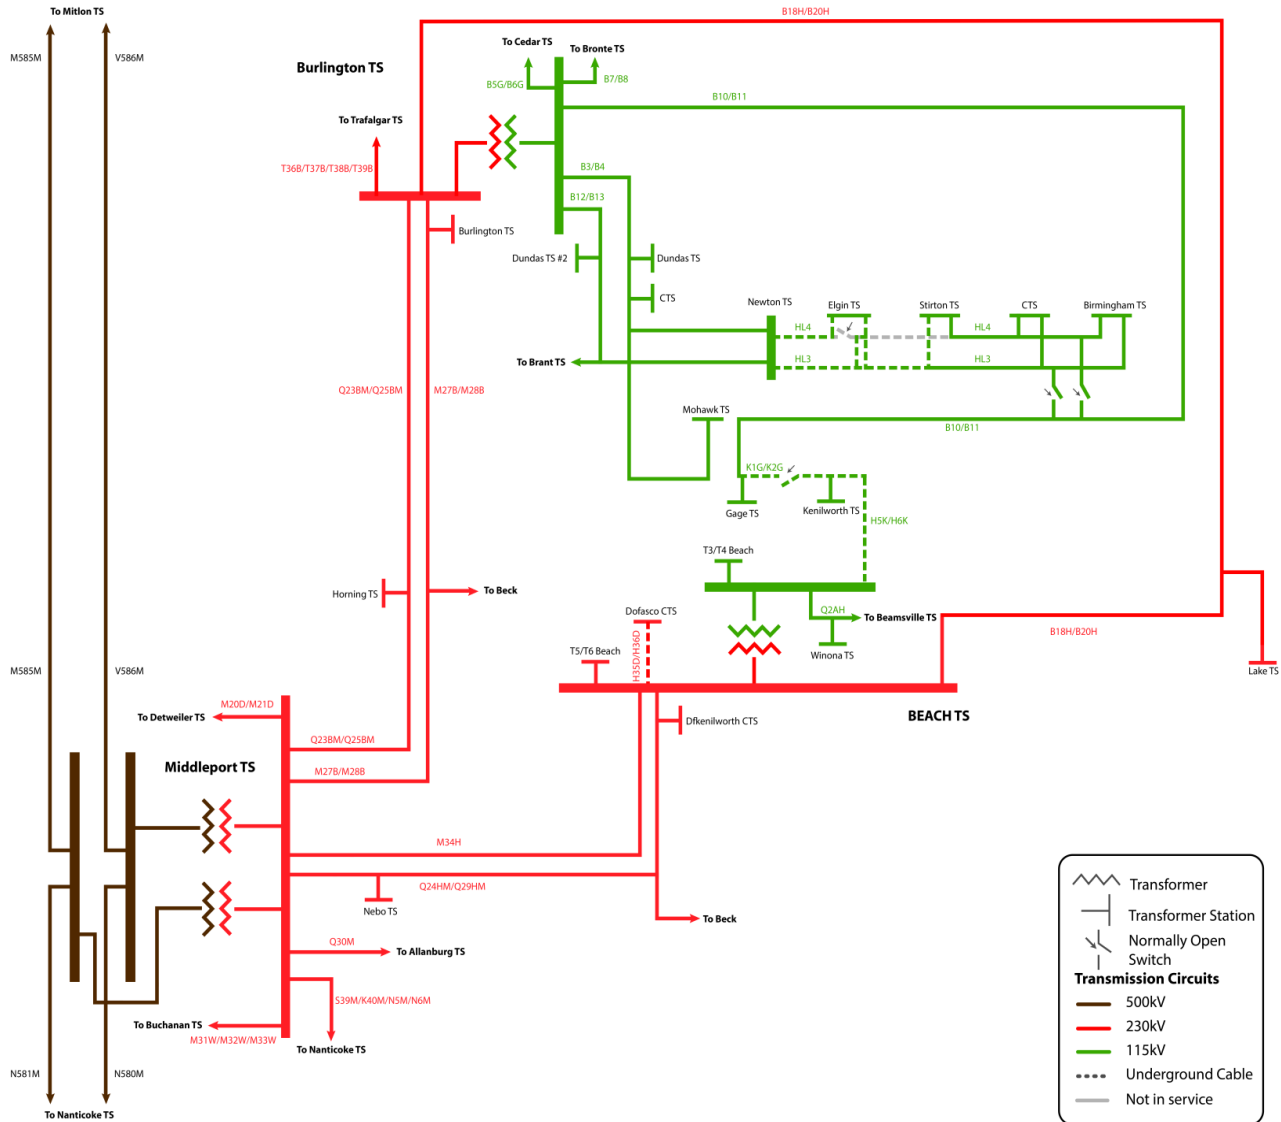 To Mitlon TS
B18H/B20H
M585M
V586M
To Cedar TS
To Bronte TS
Burlington TS
B5G/B6G
B7/B8
B10/B11
To Trafalgar TS
T36B/T37B/T38B/T39B
B3/B4
B12/B13
Burlington TS
Dundas TS #2
Dundas TS
CTS
Newton TS
Elgin TS
Stirton TS
CTS
Birmingham TS
HL4
HL4
To Brant TS
HL3
HL3
Q23BM/Q25BM
M27B/M28B
Mohawk TS
B10/B11
K1G/K2G
Gage TS
Kenilworth TS
H5K/H6K
T3/T4 Beach
Horning TS
To Beck
Dofasco CTS
Q2AH
To Beamsville TS
B18H/B20H
H35D/H36D
T5/T6 Beach
Winona TS
M585M
V586M
Lake TS
M20D/M21D
To Detweiler TS
Dfkenilworth CTS
BEACH TS
Q23BM/Q25BM
Middleport TS
M27B/M28B
M34H
Q24HM/Q29HM
Nebo TS
To Beck
Q30M
To Allanburg TS
S39M/K40M/N5M/N6M
To Buchanan TS
M31W/M32W/M33W
To Nanticoke TS
N581M
N580M
To Nanticoke TS
Transformer
Transformer Station
Normally Open
Switch
Transmission Circuits
500kV
230kV
115kV
Underground Cable
Not in service